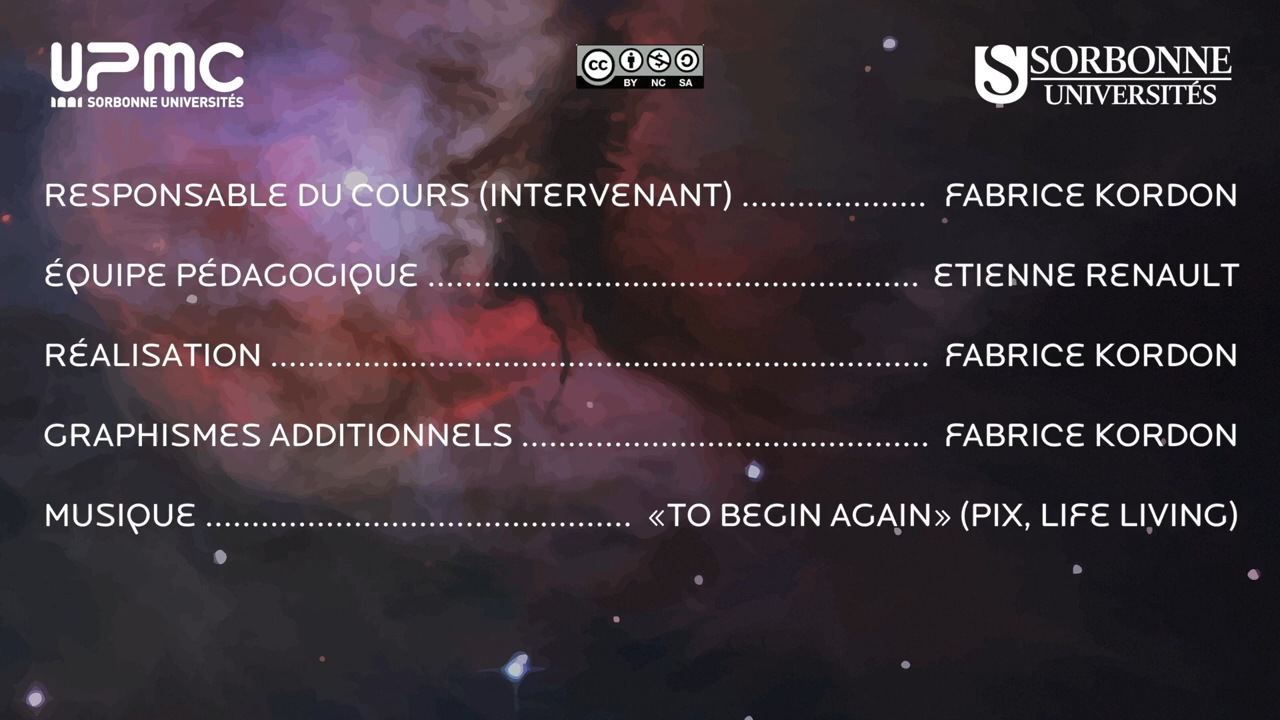 UPMC
SORBONNE UNIVERSITÉS
cc
BY NC SA
SORBONNE
UNIVERSITÉS
RESPONSABLE DU COURS (INTERVENANT) .................... FABRICE KORDON
ÉQUIPE PÉDAGOGIQUE ..................................................... ETIENNE RENAULT
RÉALISATION ........................................................................ FABRICE KORDON
GRAPHISMES ADDITIONNELS ............................................ FABRICE KORDON
MUSIQUE .............................................. «TO BEGIN AGAIN» (PIX, LIFE LIVING)